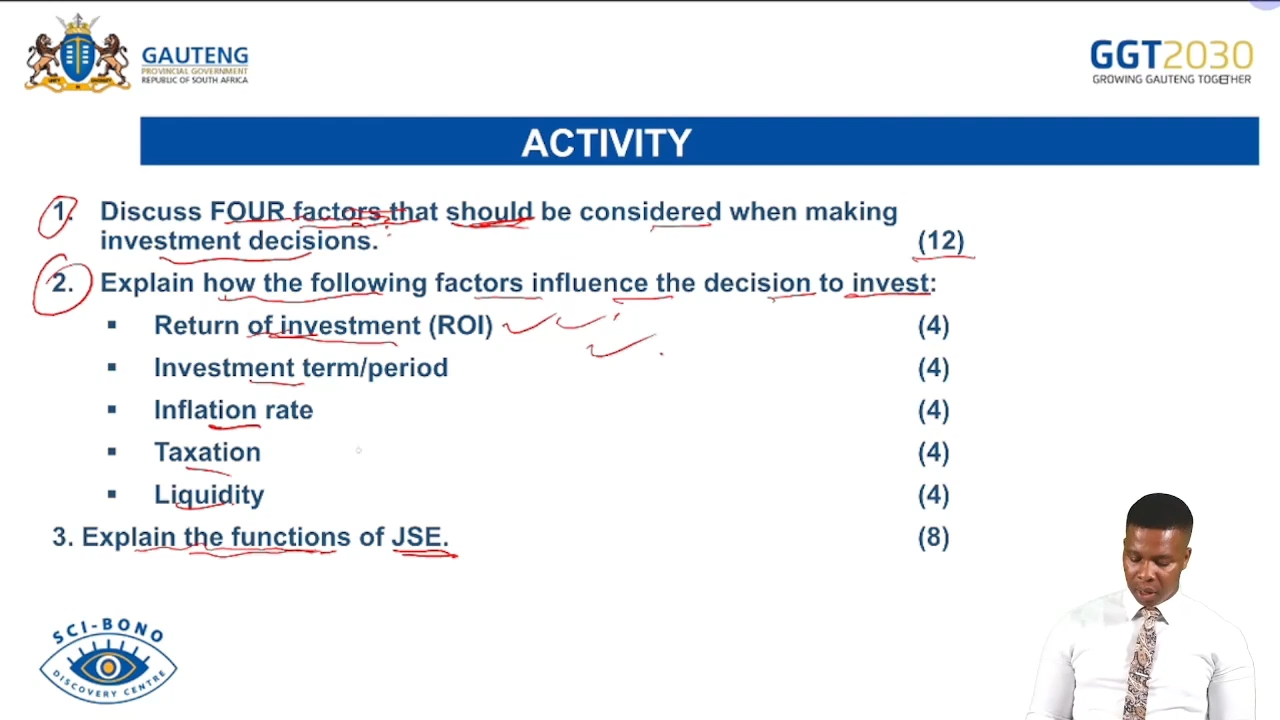 GAUTENG
PROVINCIAL GOVERNMENT
REPUBLIC OF SOUTH AFRICA
GGT2030
GROWING GAUTENG TOGETHER
ACTIVITY
1. Discuss FOUR factors that should be considered when making
investment decisions. (12)
2. Explain how the following factors influence the decision to invest:
▪ Return of investment (ROI) (4)
▪ Investment term/period (4)
▪ Inflation rate (4)
▪ Taxation (4)
▪ Liquidity (4)
3. Explain the functions of JSE. (8)
SCI-BONO
DISCOVERY CENTRE